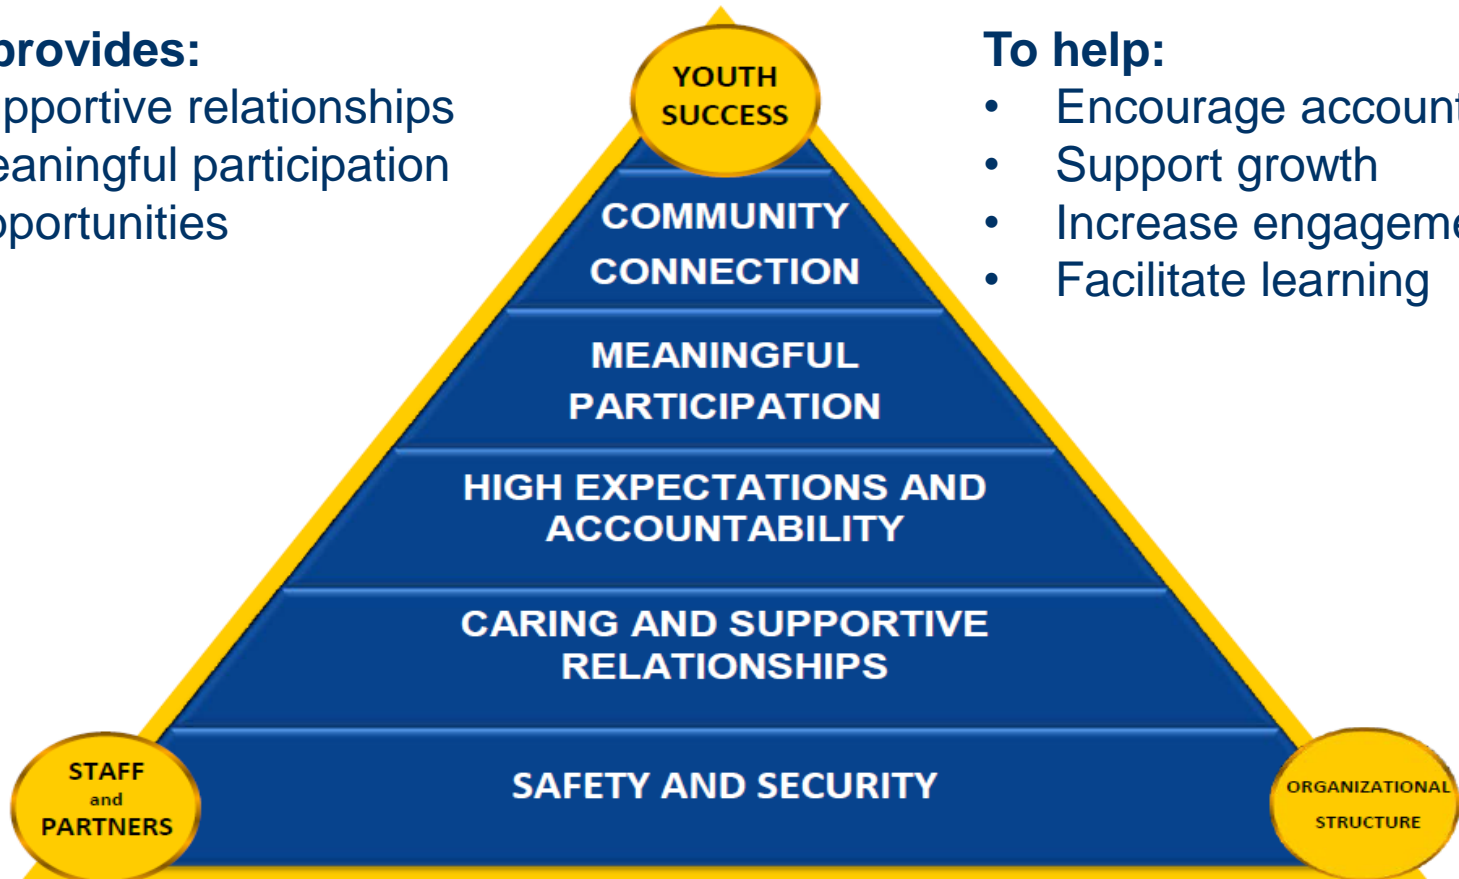 provides:
pportive relationships
eaningful participation
pportunities
To help:
• Encourage account
• Support growth
• Increase engageme
• Facilitate learning
YOUTH
SUCCESS
COMMUNITY
CONNECTION
MEANINGFUL
PARTICIPATION
HIGH EXPECTATIONS AND
ACCOUNTABILITY
CARING AND SUPPORTIVE
RELATIONSHIPS
SAFETY AND SECURITY
STAFF
and
PARTNERS
ORGANIZATIONAL
STRUCTURE